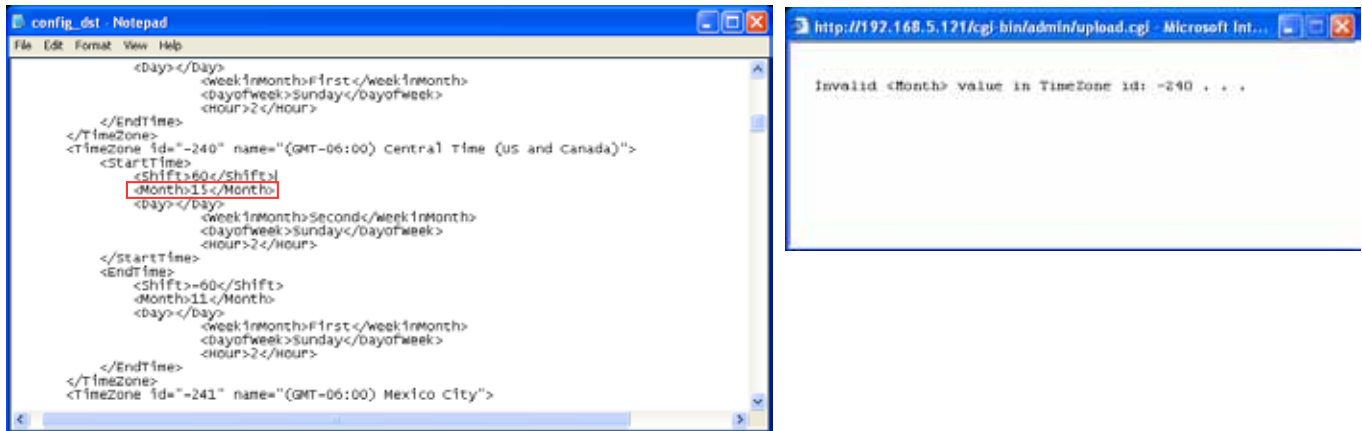 config_dst - Notepad
File Edit Format View Help
<Day></Day>
<WeekInMonth>First</WeekInMonth>
<DayofWeek>Sunday</DayofWeek>
<Hour>2</Hour>
</EndTime>
</TimeZone>
<TimeZone id="-240" name="(GMT-06:00) Central Time (US and Canada)">
<StartTime>
<Shift>60</Shift>
<Month>15</Month>
<Day></Day>
<WeekInMonth>Second</WeekInMonth>
<DayofWeek>Sunday</DayofWeek>
<Hour>2</Hour>
</StartTime>
<EndTime>
<Shift>-60</Shift>
<Month>11</Month>
<Day></Day>
<WeekInMonth>First</WeekInMonth>
<DayofWeek>Sunday</DayofWeek>
<Hour>2</Hour>
</EndTime>
</TimeZone>
<TimeZone id="-241" name="(GMT-06:00) Mexico City">
http://192.168.5.121/cgi-bin/admin/upload.cgi - Microsoft Int...
Invalid <Month> value in TimeZone id: -240 . . .